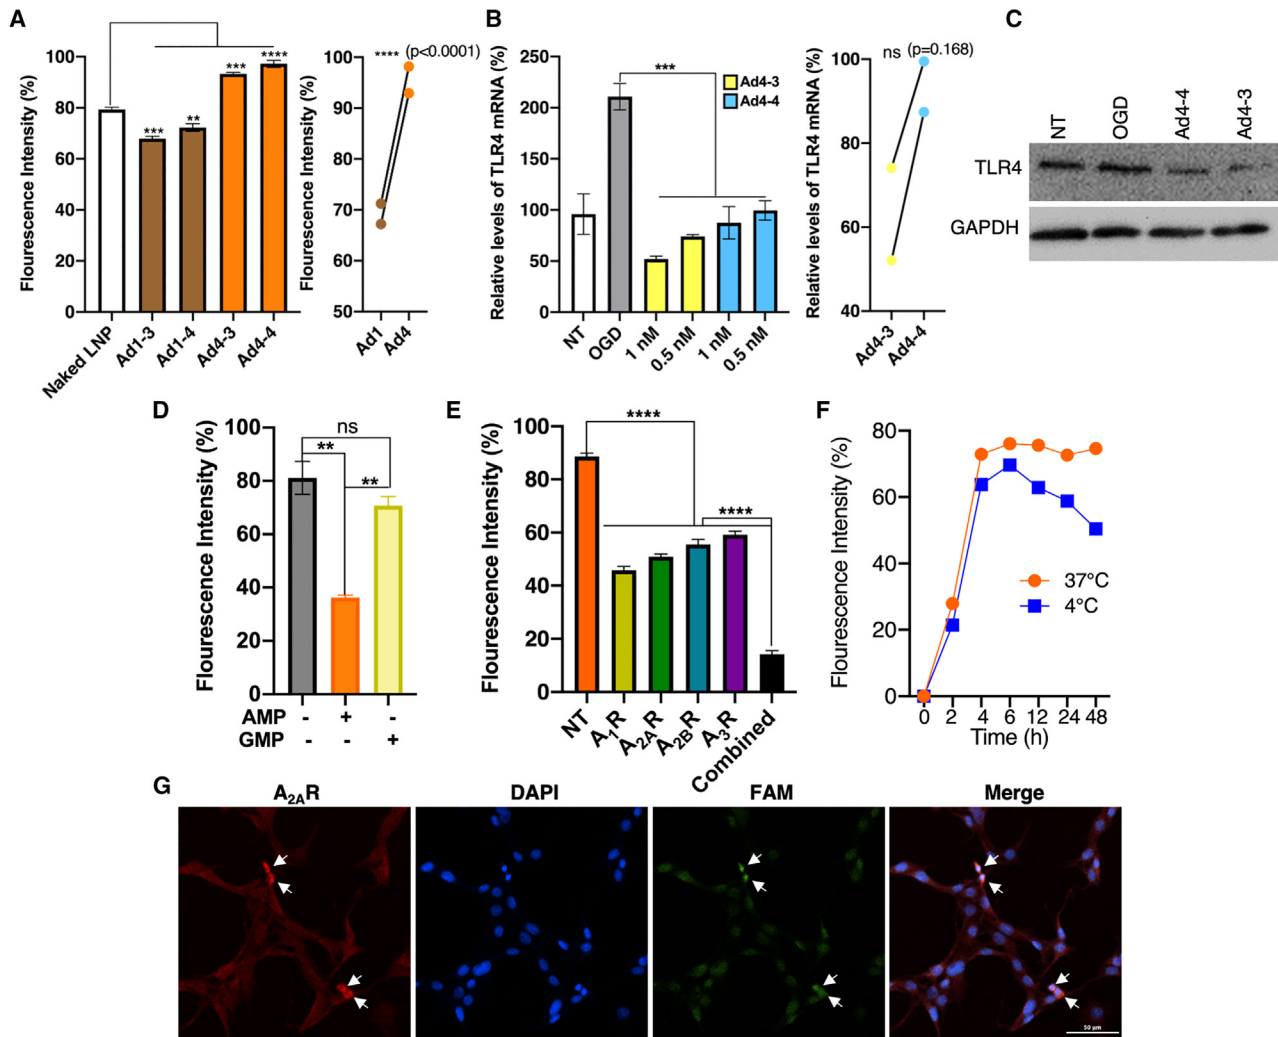 A
Flourescence Intensity (%)
100
80
60
40
20
0
***
**
***
****
Naked LNP
Ad1-3
Ad1-4
Ad4-3
Ad4-4
Flourescence Intensity (%)
100
90
80
70
60
50
**** (p<0.0001)
Ad1
Ad4
B
Relative levels of TLR4 mRNA (%)
250
200
150
100
50
0
***
Ad4-3
Ad4-4
NT
OGD
1 nM
0.5 nM
1 nM
0.5 nM
Relative levels of TLR4 mRNA (%)
100
80
60
40
ns (p=0.168)
Ad4-3
Ad4-4
C
NT
OGD
Ad4-4
Ad4-3
TLR4
GAPDH
D
Flourescence Intensity (%)
100
80
60
40
20
0
ns
**
**
AMP - + -
GMP - - +
E
Flourescence Intensity (%)
100
80
60
40
20
0
****
****
NT
A1R
A2AR
A2BR
A3R
Combined
F
Flourescence Intensity (%)
80
60
40
20
0
37°C
4°C
0 2 4 6 12 24 48
Time (h)
G
A2AR
DAPI
FAM
Merge
50 µm